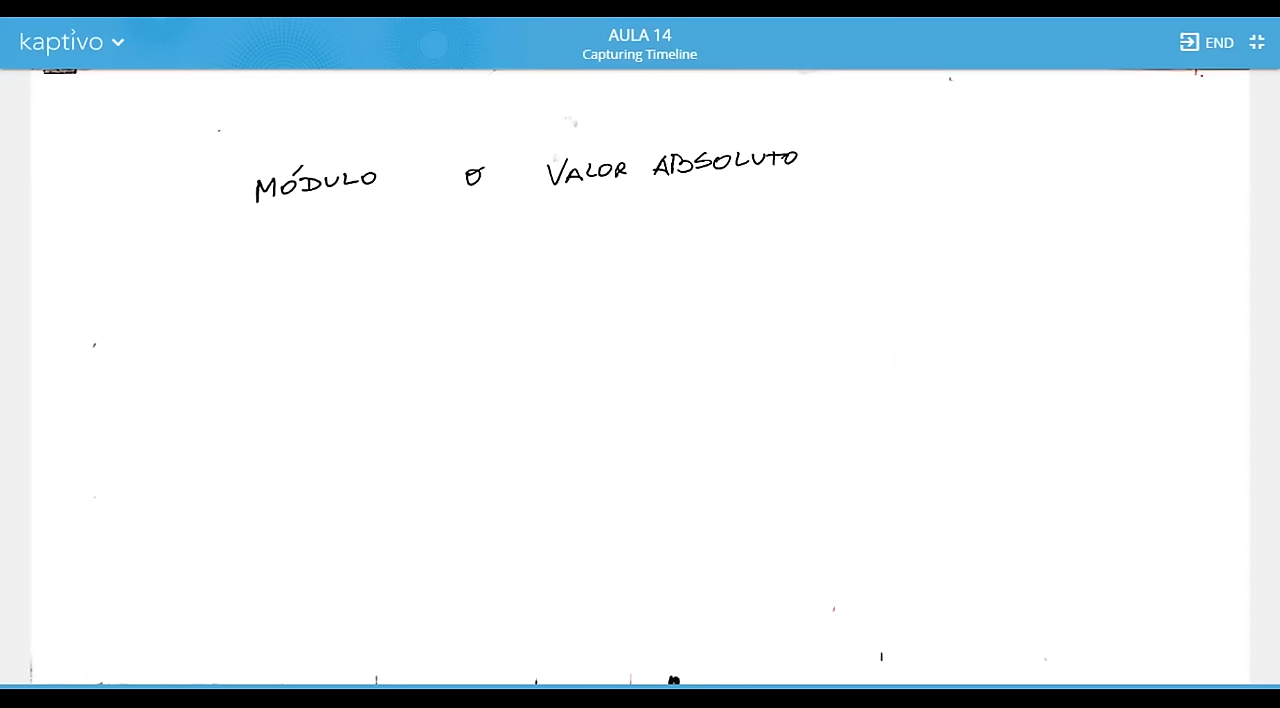 kaptivo
AULA 14
Capturing Timeline
END
MÓDULO O VALOR ABSOLUTO